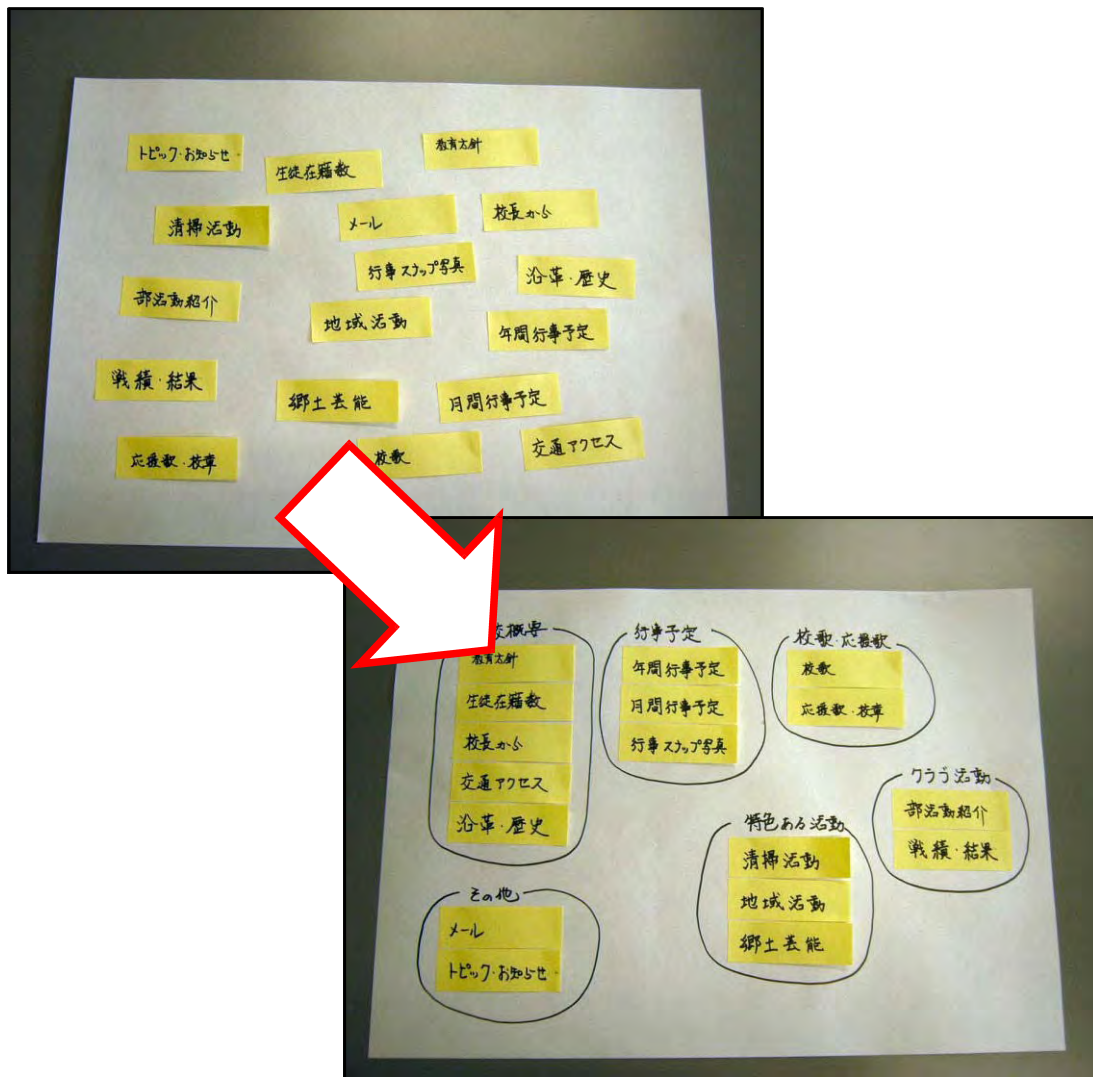 トピック・お知らせ
生徒在籍数
教育方針
清掃活動
メール
校長から
行事スナップ写真
沿革・歴史
部活動紹介
地域活動
年間行事予定
戦績・結果
郷土芸能
月間行事予定
応援歌・校章
校歌
交通アクセス
校概要
教育方針
生徒在籍数
校長から
交通アクセス
沿革・歴史
行事予定
年間行事予定
月間行事予定
行事スナップ写真
校歌・応援歌
校歌
応援歌・校章
クラブ活動
部活動紹介
戦績・結果
特色ある活動
清掃活動
地域活動
郷土芸能
その他
メール
トピック・お知らせ